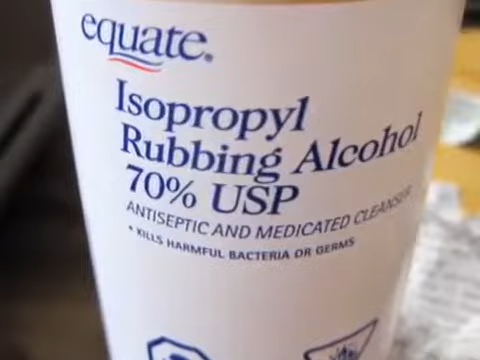 equate.
Isopropyl
Rubbing Alcohol
70% USP
ANTISEPTIC AND MEDICATED CLEANSER
• KILLS HARMFUL BACTERIA OR GERMS